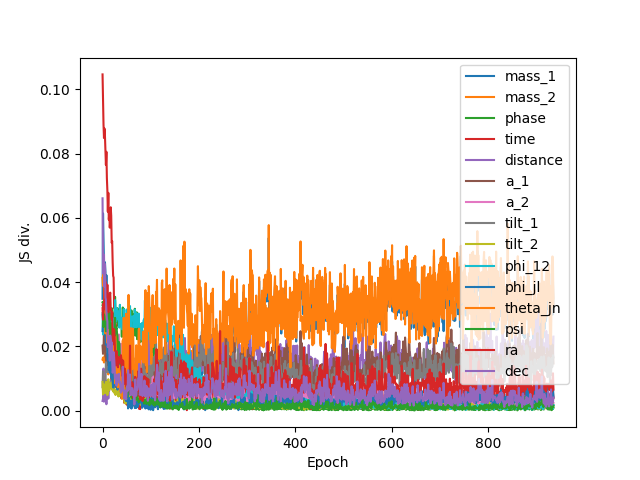 0.10
0.08
0.06
0.04
0.02
0.00
JS div.
0
200
400
600
800
Epoch
mass_1
mass_2
phase
time
distance
a_1
a_2
tilt_1
tilt_2
phi_12
phi_jl
theta_jn
psi
ra
dec